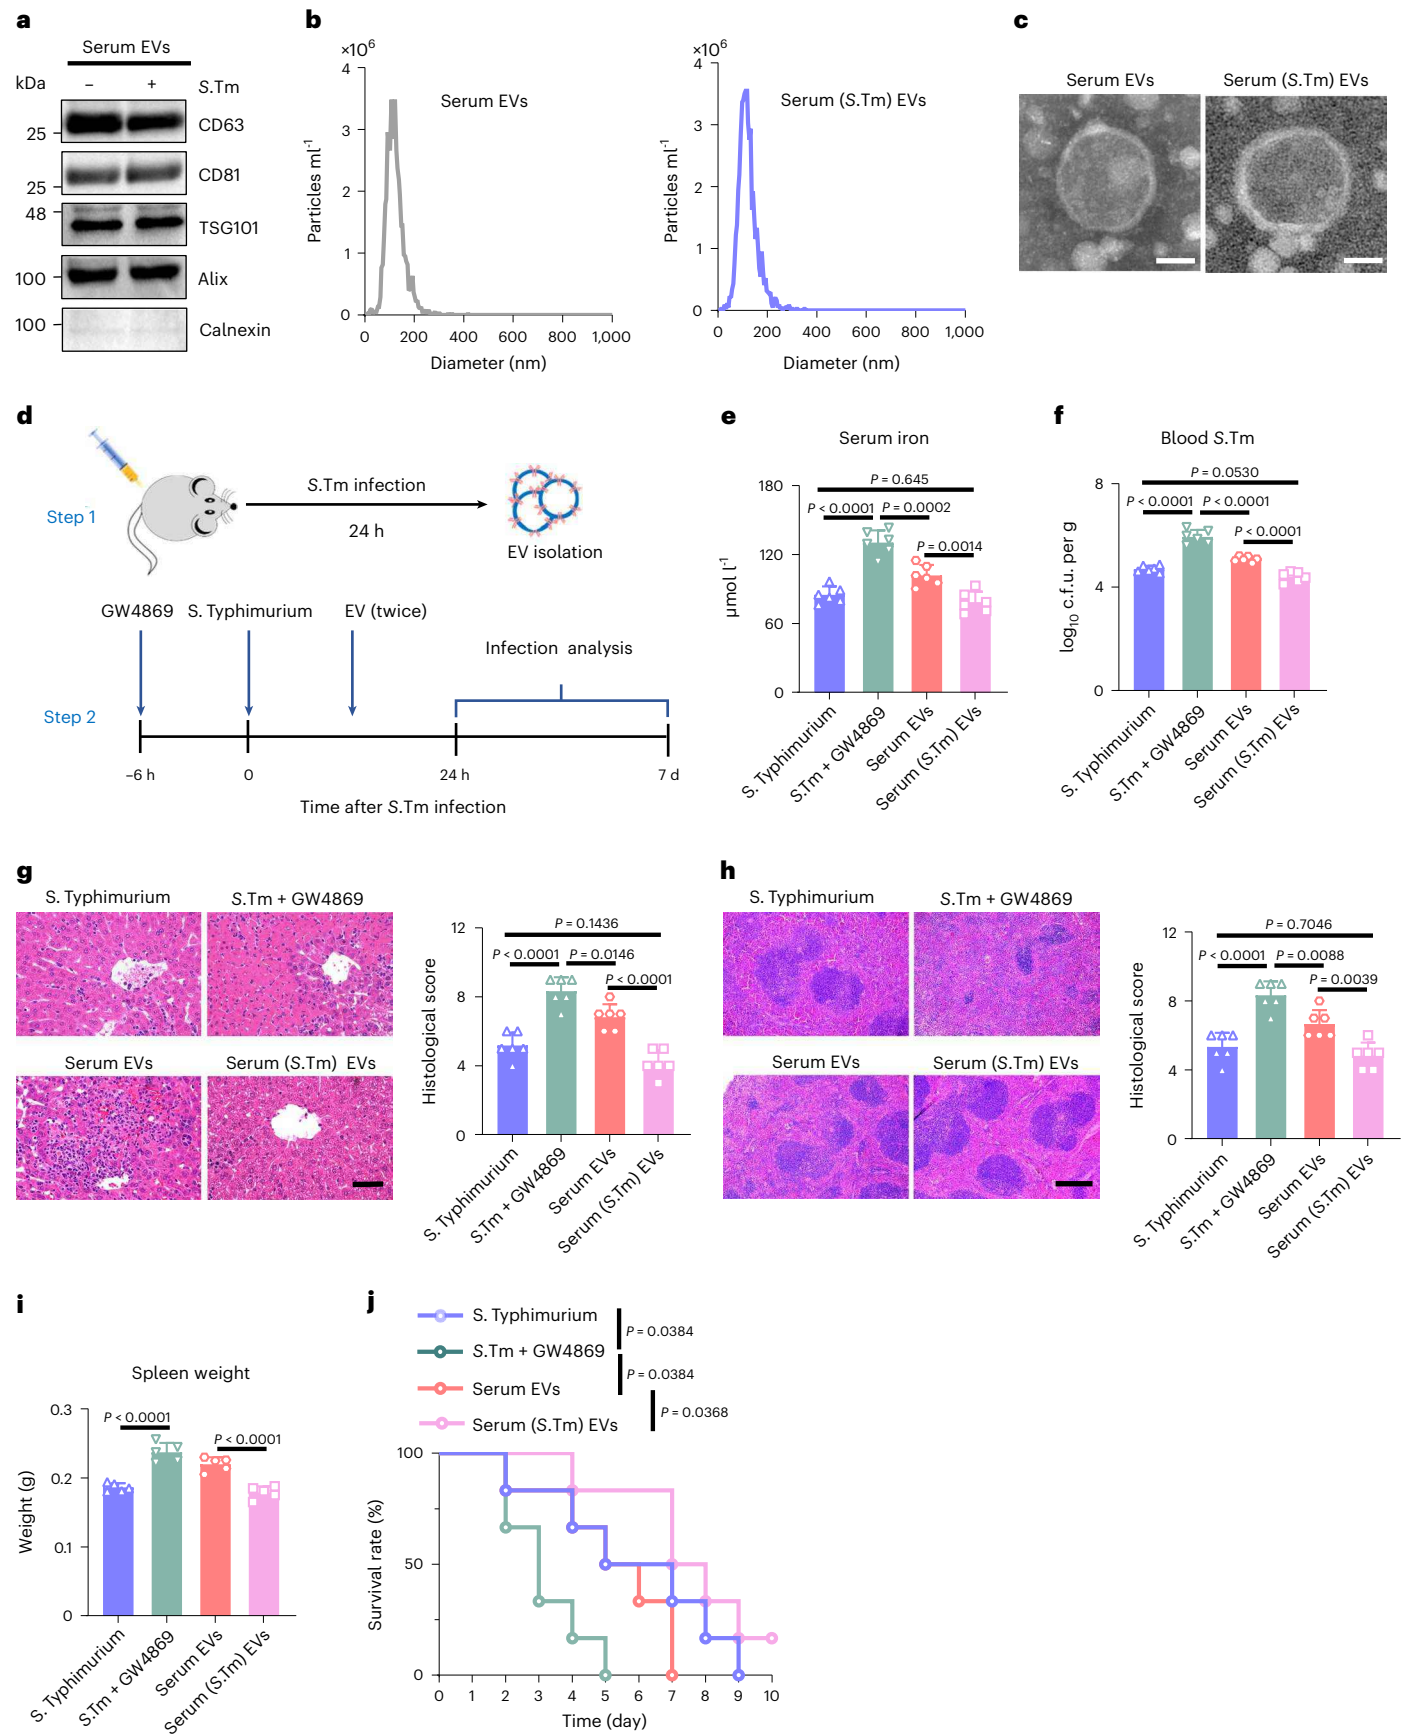 a
Serum EVs
kDa
–
+
S.Tm
25
CD63
25
CD81
48
TSG101
100
Alix
100
Calnexin
b
×10⁶
4
3
2
1
0
Particles ml⁻¹
Serum EVs
0
200
400
600
800
1,000
Diameter (nm)
×10⁶
4
3
2
1
0
Particles ml⁻¹
Serum (S.Tm) EVs
0
200
400
600
800
1,000
Diameter (nm)
c
Serum EVs
Serum (S.Tm) EVs
d
Step 1
S.Tm infection
24 h
EV isolation
GW4869
S. Typhimurium
EV (twice)
Infection analysis
Step 2
–6 h
0
24 h
7 d
Time after S.Tm infection
e
Serum iron
P = 0.645
P < 0.0001
P = 0.0002
P = 0.0014
180
120
60
0
µmol l⁻¹
S. Typhimurium
S.Tm + GW4869
Serum EVs
Serum (S.Tm) EVs
f
Blood S.Tm
P = 0.0530
P < 0.0001
P < 0.0001
P < 0.0001
8
4
0
log₁₀ c.f.u. per g
S. Typhimurium
S.Tm + GW4869
Serum EVs
Serum (S.Tm) EVs
g
S. Typhimurium
S.Tm + GW4869
Serum EVs
Serum (S.Tm) EVs
P = 0.1436
P < 0.0001
P = 0.0146
P < 0.0001
12
8
4
0
Histological score
S. Typhimurium
S.Tm + GW4869
Serum EVs
Serum (S.Tm) EVs
h
S. Typhimurium
S.Tm + GW4869
Serum EVs
Serum (S.Tm) EVs
P = 0.7046
P < 0.0001
P = 0.0088
P = 0.0039
12
8
4
0
Histological score
S. Typhimurium
S.Tm + GW4869
Serum EVs
Serum (S.Tm) EVs
i
Spleen weight
P < 0.0001
P < 0.0001
0.3
0.2
0.1
0
Weight (g)
S. Typhimurium
S.Tm + GW4869
Serum EVs
Serum (S.Tm) EVs
j
S. Typhimurium
S.Tm + GW4869
Serum EVs
Serum (S.Tm) EVs
P = 0.0384
P = 0.0384
P = 0.0368
100
50
0
Survival rate (%)
0
1
2
3
4
5
6
7
8
9
10
Time (day)